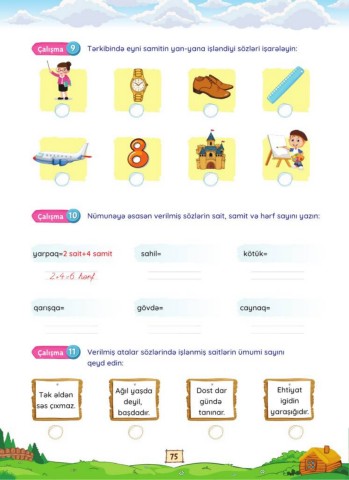 Çalışma 9 Tərkibində eyni samitin yan-yana işləndiyi sözləri işarələyin:
8
Çalışma 10 Nümunəyə əsasən verilmiş sözlərin sait, samit və hərf sayını yazın:
yarpaq=2 sait+4 samit sahil= kötük=
2+4=6 hərf
qarışqa= gövdə= caynaq=
Çalışma 11 Verilmiş atalar sözlərində işlənmiş saitlərin ümumi sayını
qeyd edin:
Tək əldən
səs çıxmaz.
Ağıl yaşda
deyil,
başdadır.
Dost dar
gündə
tanınar.
Ehtiyat
igidin
yaraşığıdır.
75